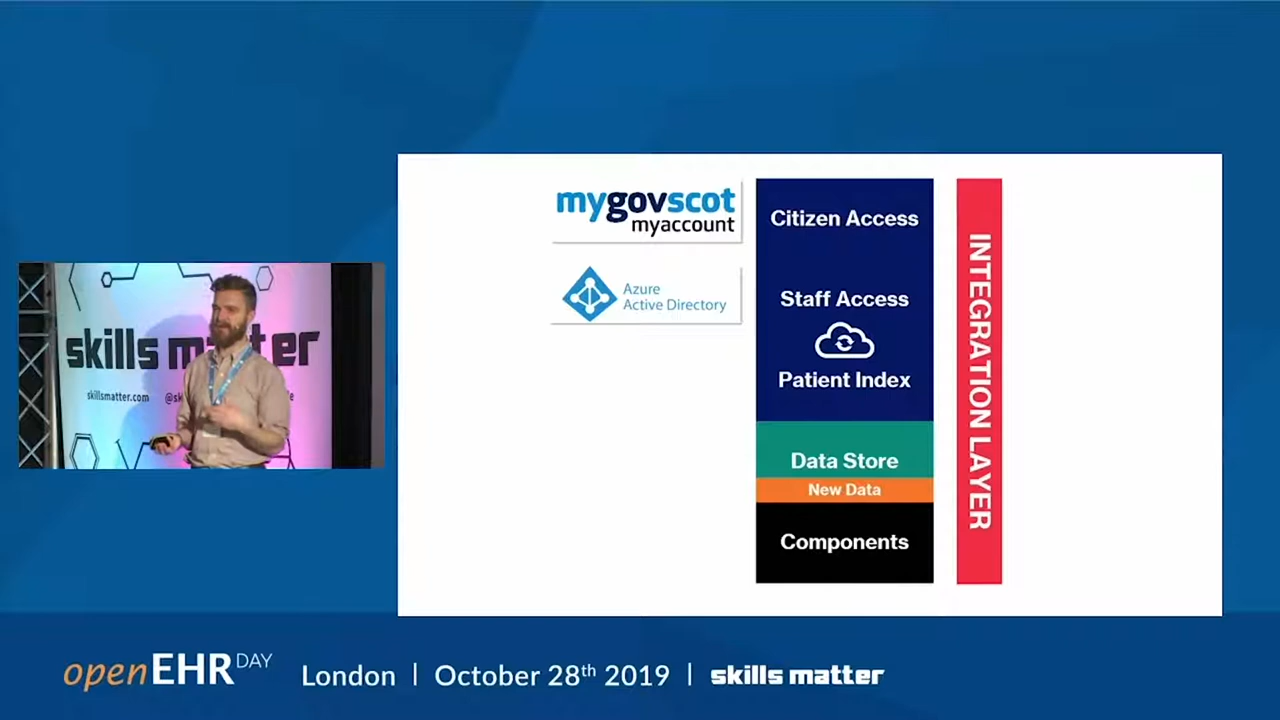 mygovscot
myaccount
Azure
Active Directory
Citizen Access
Staff Access
Patient Index
Data Store
New Data
Components
INTEGRATION LAYER
skills matter
skillsmatter.com
openEHR DAY
London | October 28th 2019 | skills matter